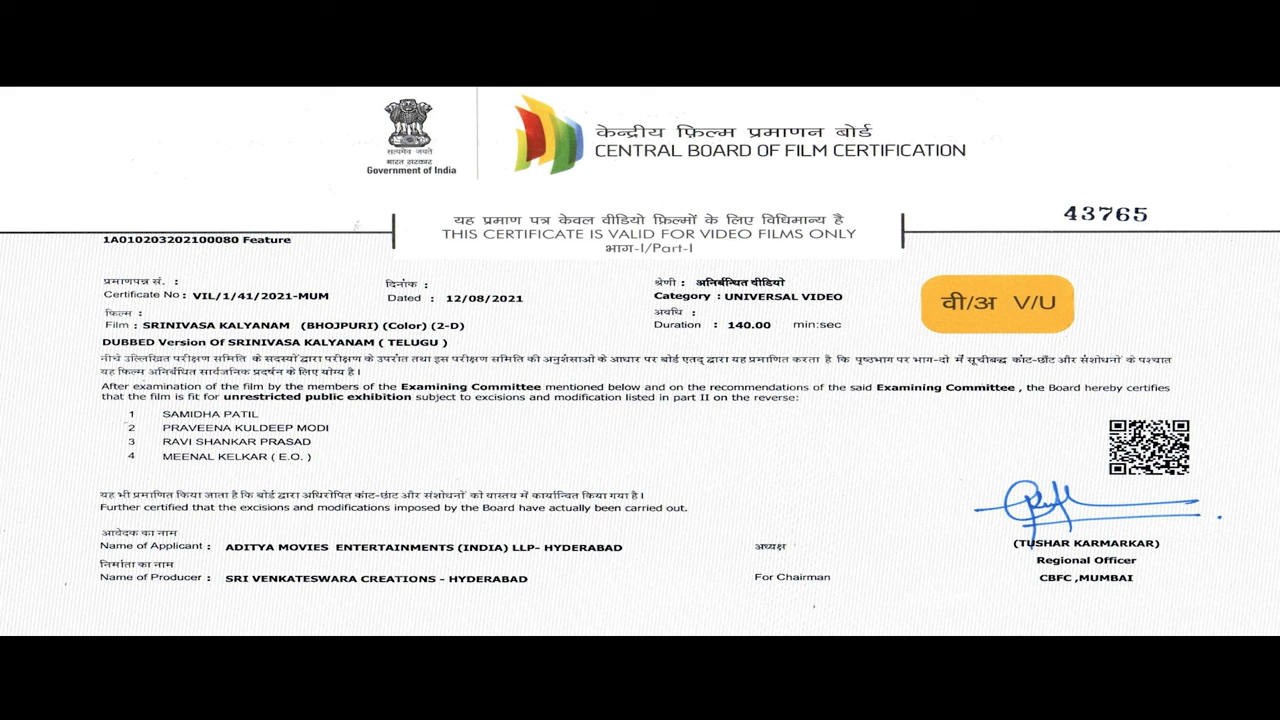 सत्यमेव जयते
भारत सरकार
Government of India
केन्द्रीय फ़िल्म प्रमाणन बोर्ड
CENTRAL BOARD OF FILM CERTIFICATION
43765
यह प्रमाण पत्र केवल वीडियो फ़िल्मों के लिए विधिमान्य है
THIS CERTIFICATE IS VALID FOR VIDEO FILMS ONLY
भाग-I/Part-I
1A010203202100080 Feature
प्रमाणपत्र सं. : दिनांक : श्रेणी : अनिर्बन्धित वीडियो
Certificate No : VIL/1/41/2021-MUM Dated : 12/08/2021 Category : UNIVERSAL VIDEO
वी/अ V/U
फिल्म : अवधि :
Film : SRINIVASA KALYANAM (BHOJPURI) (Color) (2-D) Duration : 140.00 min:sec
DUBBED Version Of SRINIVASA KALYANAM ( TELUGU )
नीचे उल्लिखित परीक्षण समिति के सदस्यों द्वारा परीक्षण के उपरांत तथा इस परीक्षण समिति की अनुशंसाओं के आधार पर बोर्ड एतद् द्वारा यह प्रमाणित करता है कि पृष्ठभाग पर भाग-दो में सूचीबद्ध काट-छाँट और संशोधनों के पश्चात
यह फिल्म अनिर्बंधित सार्वजनिक प्रदर्शन के लिए योग्य है।
After examination of the film by the members of the Examining Committee mentioned below and on the recommendations of the said Examining Committee , the Board hereby certifies
that the film is fit for unrestricted public exhibition subject to excisions and modification listed in part II on the reverse:
1 SAMIDHA PATIL
2 PRAVEENA KULDEEP MODI
3 RAVI SHANKAR PRASAD
4 MEENAL KELKAR ( E.O. )
यह भी प्रमाणित किया जाता है कि बोर्ड द्वारा अधिरोपित काट-छांट और संशोधनों को वास्तव में कार्यान्वित किया गया है।
Further certified that the excisions and modifications imposed by the Board have actually been carried out.
आवेदक का नाम
Name of Applicant : ADITYA MOVIES ENTERTAINMENTS (INDIA) LLP- HYDERABAD
अध्यक्ष
(TUSHAR KARMARKAR)
निर्माता का नाम
Regional Officer
Name of Producer : SRI VENKATESWARA CREATIONS - HYDERABAD For Chairman CBFC ,MUMBAI